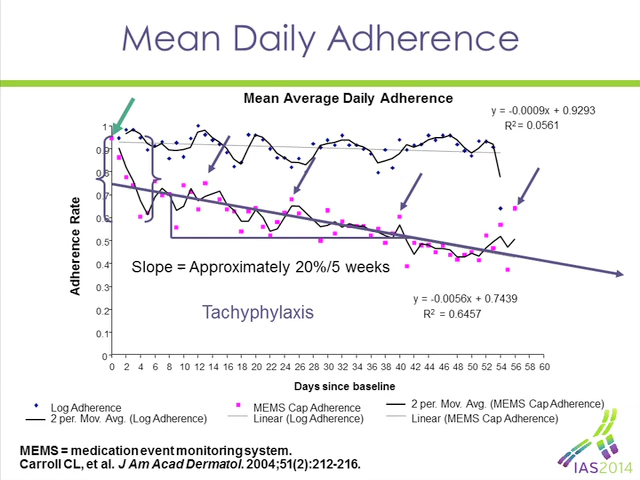 Mean Daily Adherence
Mean Average Daily Adherence
y = -0.0009x + 0.9293
R2= 0.0561
Adherence Rate
1
0.9
0.8
0.7
0.6
0.5
0.4
0.3
0.2
0.1
0
Slope = Approximately 20%/5 weeks
Tachyphylaxis
y = -0.0056x + 0.7439
R2 = 0.6457
0 2 4 6 8 10 12 14 16 18 20 22 24 26 28 30 32 34 36 38 40 42 44 46 48 50 52 54 56 58 60
Days since baseline
Log Adherence
MEMS Cap Adherence
2 per. Mov. Avg. (MEMS Cap Adherence)
2 per. Mov. Avg. (Log Adherence)
Linear (Log Adherence)
Linear (MEMS Cap Adherence)
MEMS = medication event monitoring system.
Carroll CL, et al. J Am Acad Dermatol. 2004;51(2):212-216.
IAS2014